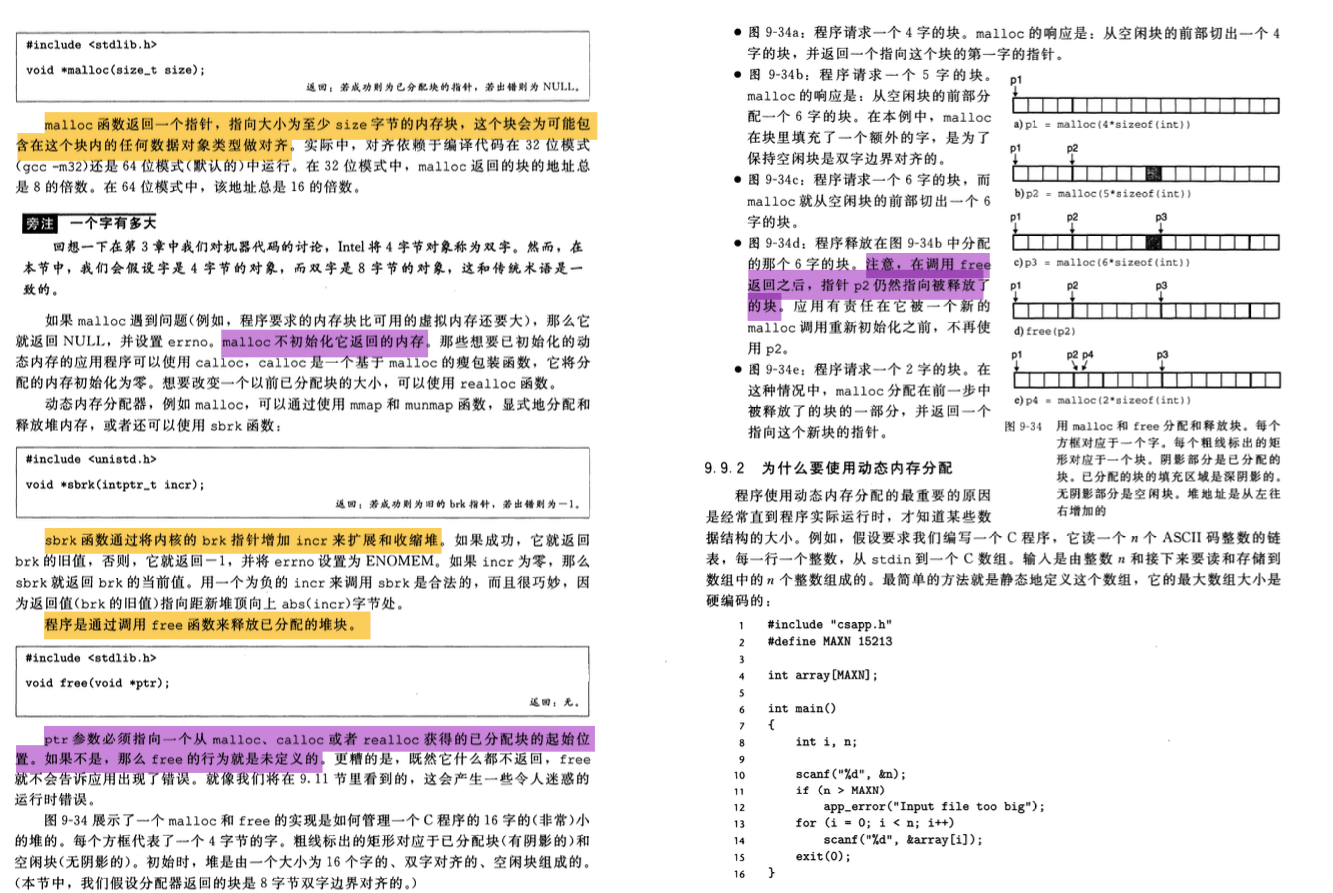 #include <stdlib.h>
void *malloc(size_t size);
返回：若成功则为已分配块的指针，若出错则为 NULL。
malloc 函数返回一个指针，指向大小为至少 size 字节的内存块，这个块会为可能包
含在这个块内的任何数据对象类型做对齐。实际中，对齐依赖于编译代码在 32 位模式
(gcc -m32)还是 64 位模式(默认的)中运行。在 32 位模式中，malloc 返回的块的地址总
是 8 的倍数。在 64 位模式中，该地址总是 16 的倍数。
旁注 一个字有多大
回想一下在第 3 章中我们对机器代码的讨论，Intel 将 4 字节对象称为双字。然而，在
本节中，我们会假设字是 4 字节的对象，而双字是 8 字节的对象，这和传统术语是一
致的。
如果 malloc 遇到问题(例如，程序要求的内存块比可用的虚拟内存还要大)，那么它
就返回 NULL，并设置 errno。malloc 不初始化它返回的内存。那些想要已初始化的动
态内存的应用程序可以使用 calloc，calloc 是一个基于 malloc 的瘦包装函数，它将分
配的内存初始化为零。想要改变一个以前已分配块的大小，可以使用 realloc 函数。
动态内存分配器，例如 malloc，可以通过使用 mmap 和 munmap 函数，显式地分配和
释放堆内存，或者还可以使用 sbrk 函数：
#include <unistd.h>
void *sbrk(intptr_t incr);
返回：若成功则为旧的 brk 指针，若出错则为－1。
sbrk 函数通过将内核的 brk 指针增加 incr 来扩展和收缩堆。如果成功，它就返回
brk 的旧值，否则，它就返回－1，并将 errno 设置为 ENOMEM。如果 incr 为零，那么
sbrk 就返回 brk 的当前值。用一个为负的 incr 来调用 sbrk 是合法的，而且很巧妙，因
为返回值(brk 的旧值)指向距新堆顶向上 abs(incr)字节处。
程序是通过调用 free 函数来释放已分配的堆块。
#include <stdlib.h>
void free(void *ptr);
返回：无。
ptr 参数必须指向一个从 malloc、calloc 或者 realloc 获得的已分配块的起始位
置。如果不是，那么 free 的行为就是未定义的。更糟的是，既然它什么都不返回，free
就不会告诉应用出现了错误。就像我们将在 9.11 节里看到的，这会产生一些令人迷惑的
运行时错误。
图 9-34 展示了一个 malloc 和 free 的实现是如何管理一个 C 程序的 16 字的(非常)小
的堆的。每个方框代表了一个 4 字节的字。粗线标出的矩形对应于已分配块(有阴影的)和
空闲块(无阴影的)。初始时，堆是由一个大小为 16 个字的、双字对齐的、空闲块组成的。
(本节中，我们假设分配器返回的块是 8 字节双字边界对齐的。)
● 图 9-34a：程序请求一个 4 字的块。malloc 的响应是：从空闲块的前部切出一个 4
字的块，并返回一个指向这个块的第一字的指针。
● 图 9-34b：程序请求一个 5 字的块。
malloc 的响应是：从空闲块的前部分
配一个 6 字的块。在本例中，malloc
在块里填充了一个额外的字，是为了
保持空闲块是双字边界对齐的。
● 图 9-34c：程序请求一个 6 字的块，而
malloc 就从空闲块的前部切出一个 6
字的块。
● 图 9-34d：程序释放在图 9-34b 中分配
的那个 6 字的块。注意，在调用 free
返回之后，指针 p2 仍然指向被释放了
的块。应用有责任在它被一个新的
malloc 调用重新初始化之前，不再使
用 p2。
● 图 9-34e：程序请求一个 2 字的块。在
这种情况中，malloc 分配在前一步中
被释放了的块的一部分，并返回一个
指向这个新块的指针。
p1
a) p1 = malloc(4*sizeof(int))
p1 p2
b) p2 = malloc(5*sizeof(int))
p1 p2 p3
c) p3 = malloc(6*sizeof(int))
p1 p2 p3
d) free(p2)
p1 p2 p4 p3
e) p4 = malloc(2*sizeof(int))
图 9-34 用 malloc 和 free 分配和释放块。每个
方框对应于一个字。每个粗线标出的矩
形对应于一个块。阴影部分是已分配的
块。已分配的块的填充区域是深阴影的。
无阴影部分是空闲块。堆地址是从左往
右增加的
9.9.2 为什么要使用动态内存分配
程序使用动态内存分配的最重要的原因
是经常直到程序实际运行时，才知道某些数
据结构的大小。例如，假设要求我们编写一个 C 程序，它读一个 n 个 ASCII 码整数的链
表，每一行一个整数，从 stdin 到一个 C 数组。输入是由整数 n 和接下来要读和存储到
数组中的 n 个整数组成的。最简单的方法就是静态地定义这个数组，它的最大数组大小是
硬编码的：
1 #include "csapp.h"
2 #define MAXN 15213
3
4 int array[MAXN];
5
6 int main()
7 {
8 int i, n;
9
10 scanf("%d", &n);
11 if (n > MAXN)
12 app_error("Input file too big");
13 for (i = 0; i < n; i++)
14 scanf("%d", &array[i]);
15 exit(0);
16 }